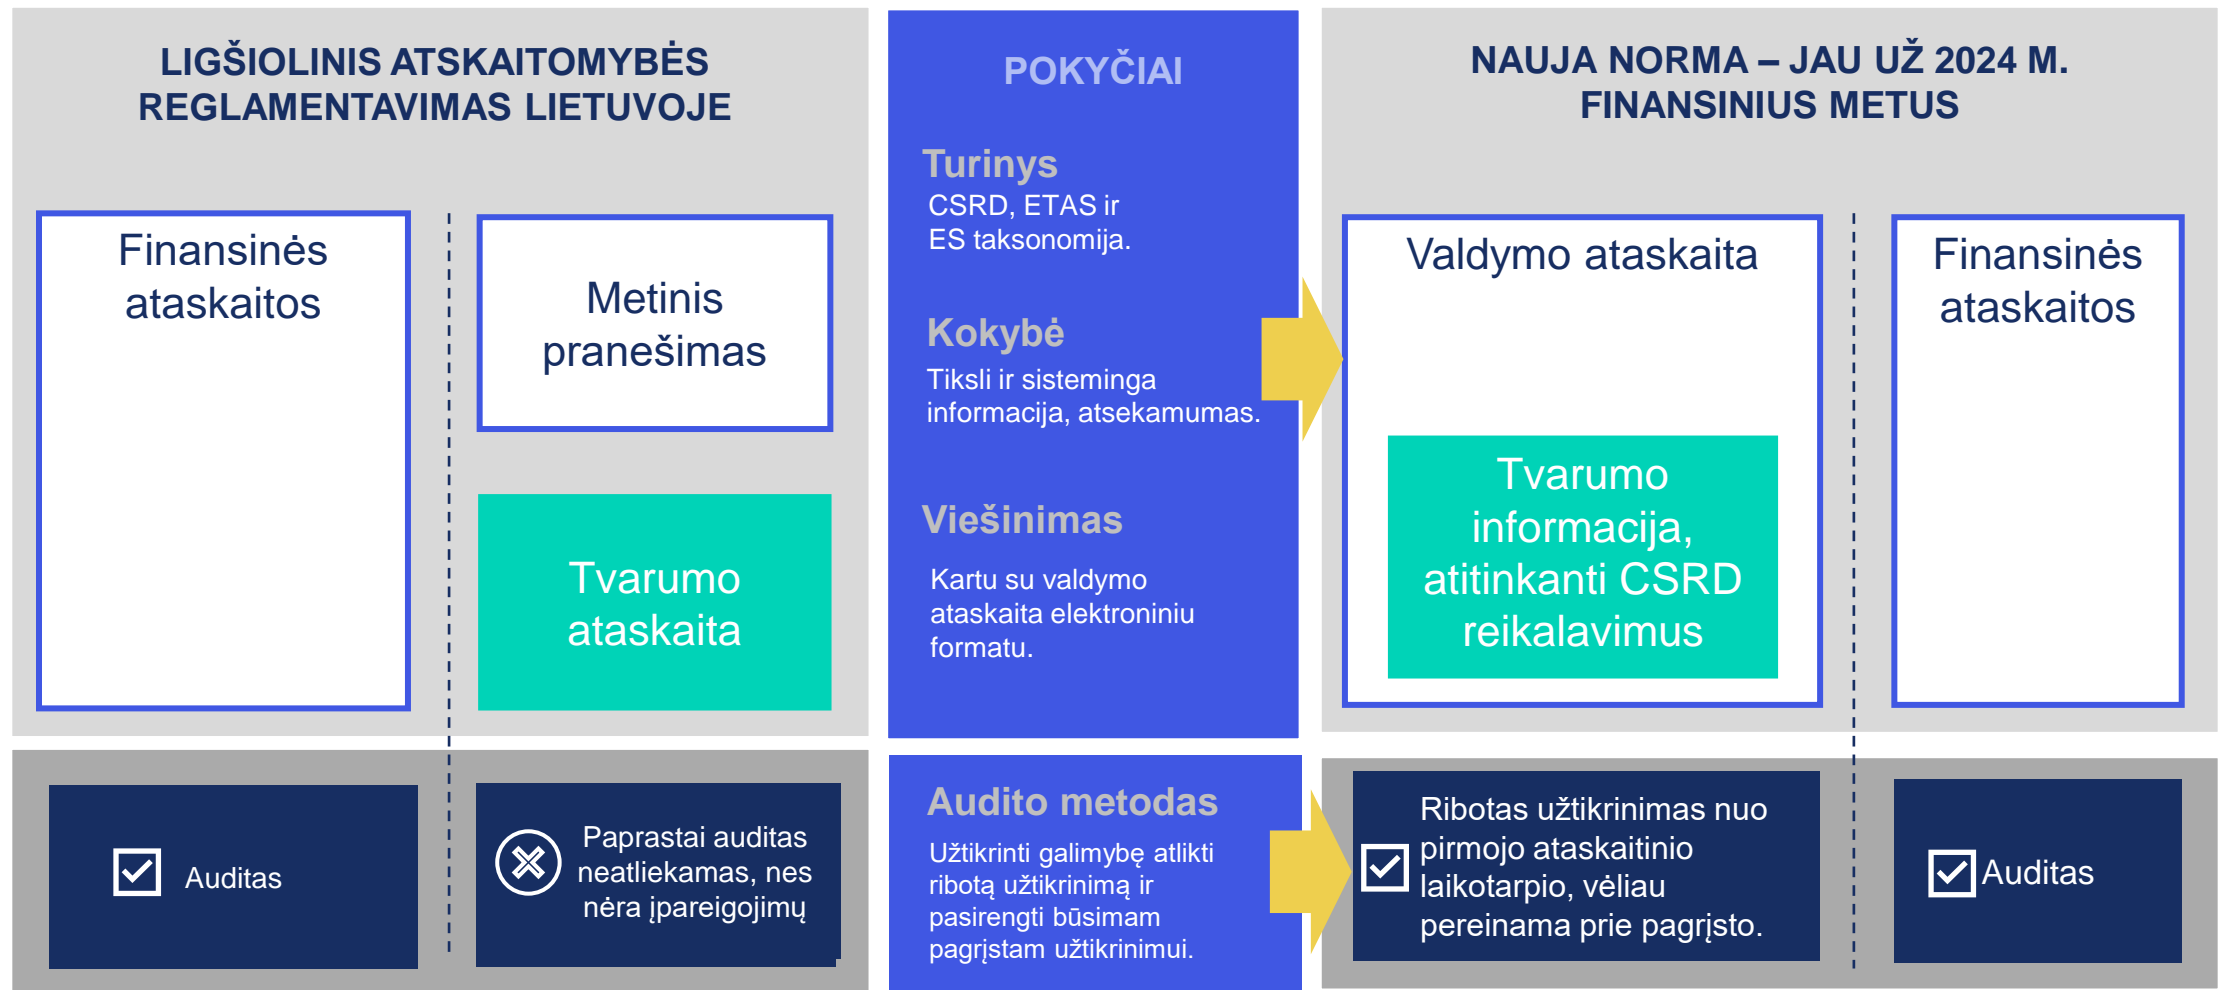 LIGŠIOLINIS ATSKAITOMYBĖS
REGLAMENTAVIMAS LIETUVOJE
Finansinės
ataskaitos
Metinis
pranešimas
Tvarumo
ataskaita
Auditas
Paprastai auditas
neatliekamas, nes
nėra įpareigojimų
POKYČIAI
Turinys
CSRD, ETAS ir
ES taksonomija.
Kokybė
Tiksli ir sisteminga
informacija, atsekamumas.
Viešinimas
Kartu su valdymo
ataskaita elektroniniu
formatu.
Audito metodas
Užtikrinti galimybę atlikti
ribotą užtikrinimą ir
pasirengti būsimam
pagrįstam užtikrinimui.
NAUJA NORMA – JAU UŽ 2024 M.
FINANSINIUS METUS
Valdymo ataskaita
Tvarumo
informacija,
atitinkanti CSRD
reikalavimus
Finansinės
ataskaitos
Ribotas užtikrinimas nuo
pirmojo ataskaitinio
laikotarpio, vėliau
pereinama prie pagrįsto.
Auditas